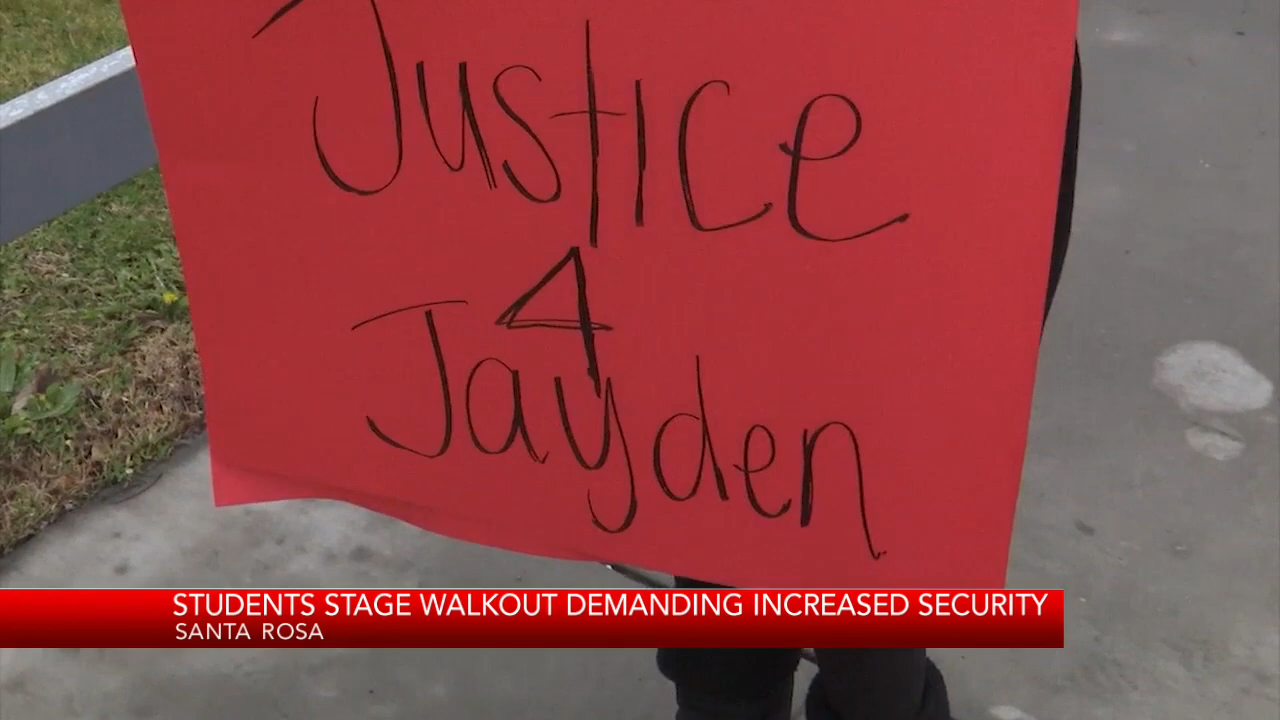 Justice
4
Jayden
STUDENTS STAGE WALKOUT DEMANDING INCREASED SECURITY
SANTA ROSA